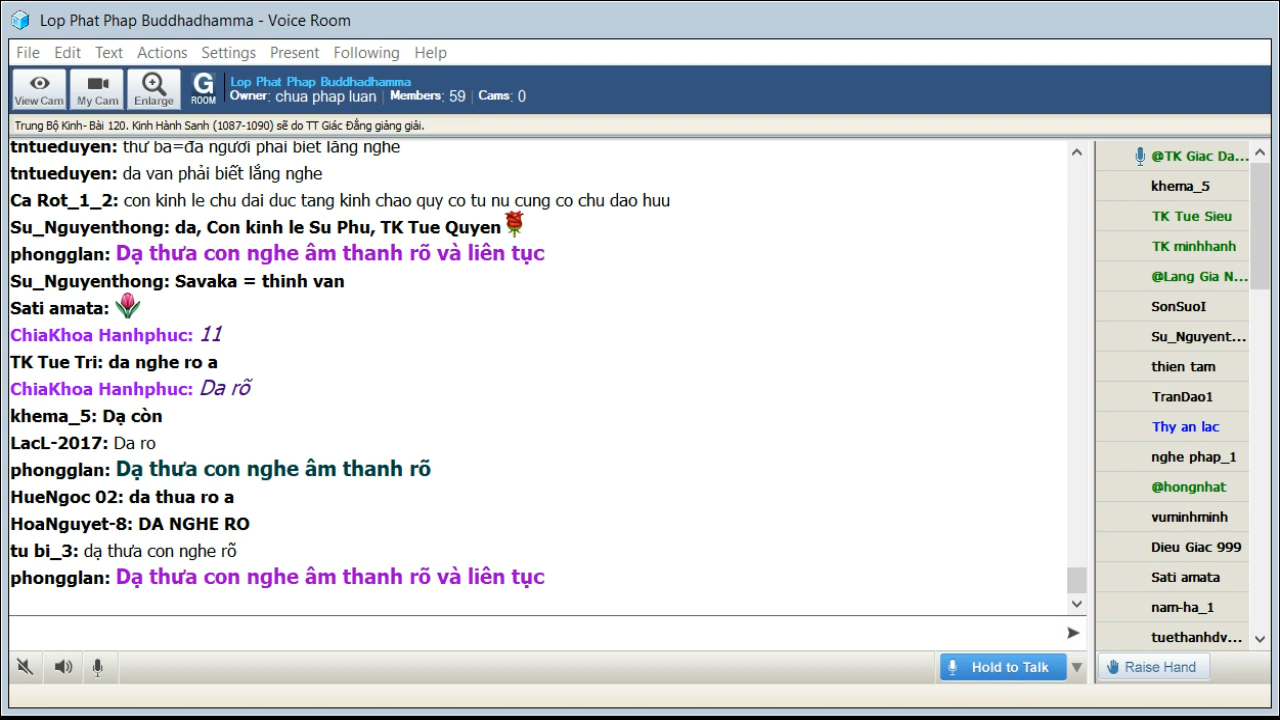 Lop Phat Phap Buddhadhamma - Voice Room
File Edit Text Actions Settings Present Following Help
View Cam My Cam Enlarge G ROOM
Lop Phat Phap Buddhadhamma
Owner: chua phap luan | Members: 59 | Cams: 0
Trung Bộ Kinh- Bài 120. Kinh Hành Sanh (1087-1090) sẽ do TT Giác Đẳng giảng giải.
tntueduyen: thư ba=đa ngươi phai biet lăng nghe
tntueduyen: da van phải biết lắng nghe
Ca Rot_1_2: con kinh le chu dai duc tang kinh chao quy co tu nu cung co chu dao huu
Su_Nguyenthong: da, Con kinh le Su Phu, TK Tue Quyen
phongglan: Dạ thưa con nghe âm thanh rõ và liên tục
Su_Nguyenthong: Savaka = thinh van
Sati amata:
ChiaKhoa Hanhphuc: 11
TK Tue Tri: da nghe ro a
ChiaKhoa Hanhphuc: Da rõ
khema_5: Dạ còn
LacL-2017: Da ro
phongglan: Dạ thưa con nghe âm thanh rõ
HueNgoc 02: da thua ro a
HoaNguyet-8: DA NGHE RO
tu bi_3: dạ thưa con nghe rõ
phongglan: Dạ thưa con nghe âm thanh rõ và liên tục
Hold to Talk
@TK Giac Da...
khema_5
TK Tue Sieu
TK minhhanh
@Lang Gia N...
SonSuoI
Su_Nguyent...
thien tam
TranDao1
Thy an lac
nghe phap_1
@hongnhat
vuminhminh
Dieu Giac 999
Sati amata
nam-ha_1
tuethanhdv...
Raise Hand